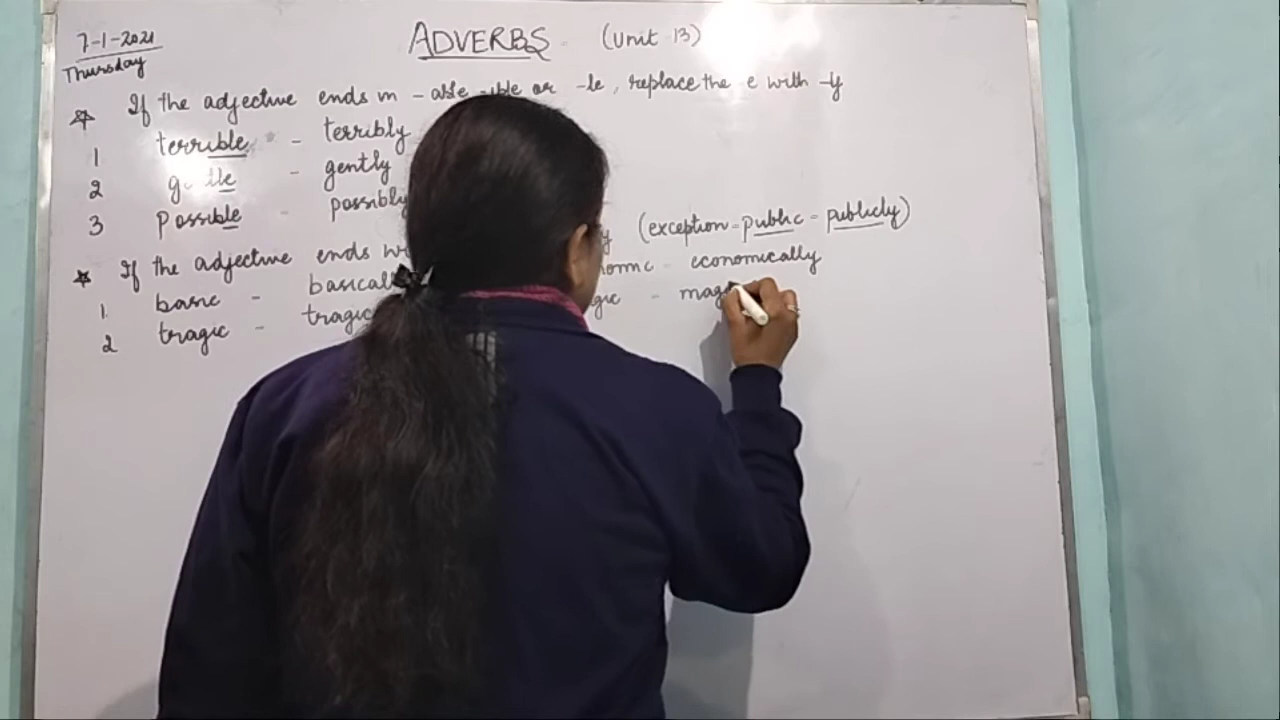 7-1-2021
Thursday
ADVERBS (Unit 13)
☆ If the adjective ends in -able -ible or -le, replace the e with -y
1 terrible - terribly
2 gentle - gently
3 possible - possibly
(exception - public - publicly)
★ If the adjective ends
1. basic - economically
2 tragic - tragic - mag